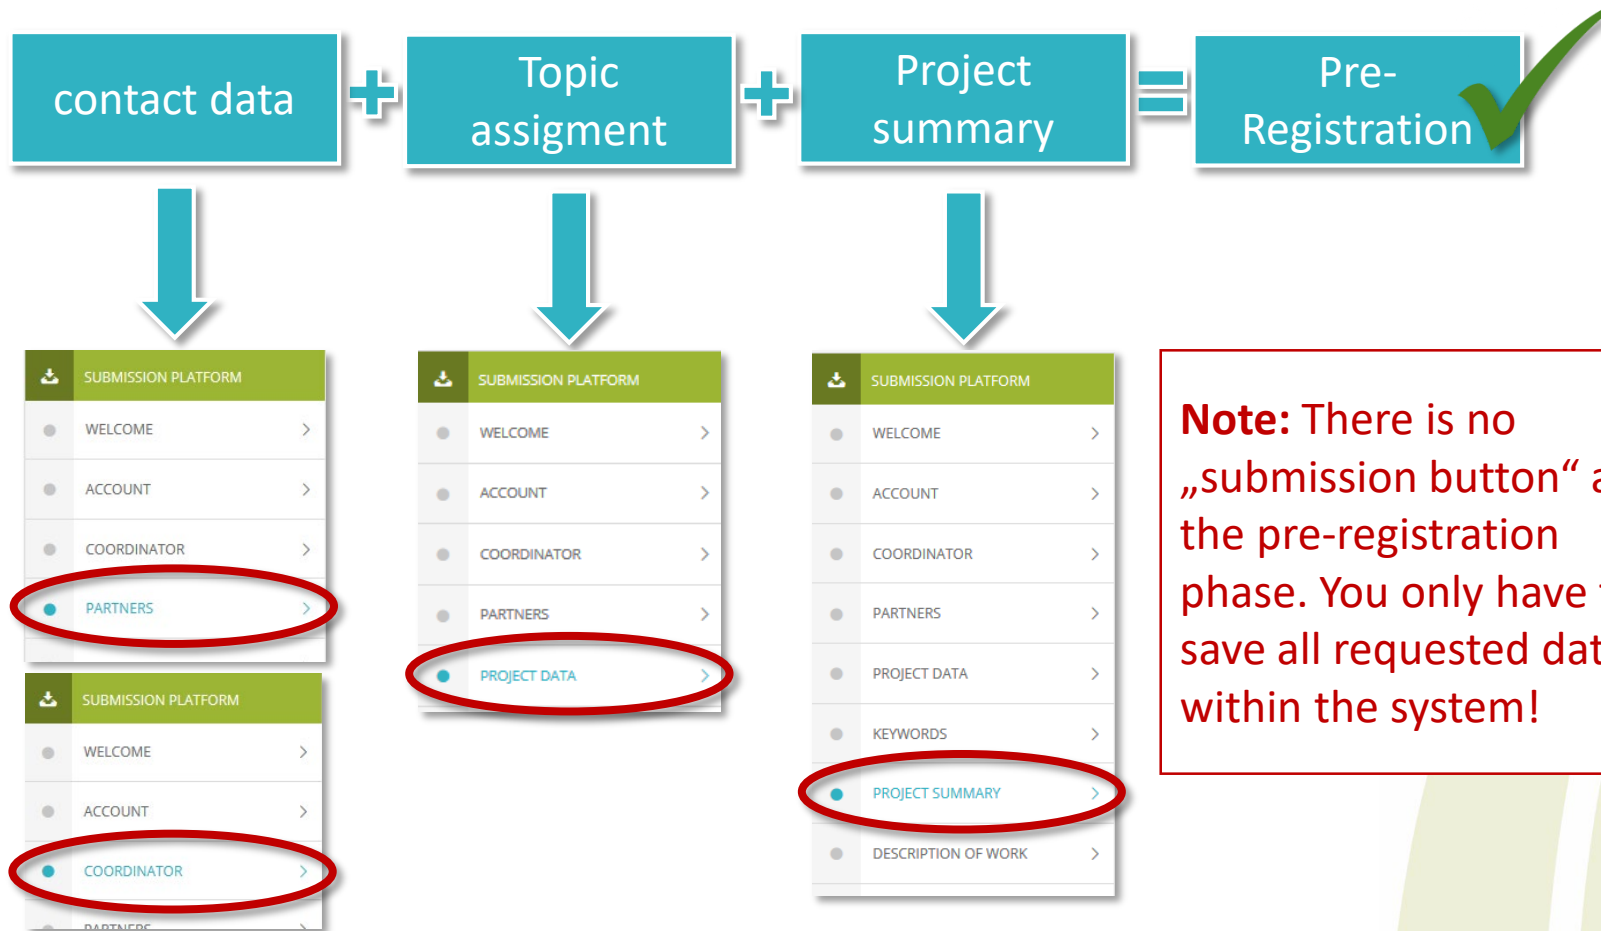 contact data
Topic
assigment
Project
summary
Pre-
Registration
SUBMISSION PLATFORM
WELCOME
ACCOUNT
COORDINATOR
PARTNERS
SUBMISSION PLATFORM
WELCOME
ACCOUNT
COORDINATOR
PARTNERS
SUBMISSION PLATFORM
WELCOME
ACCOUNT
COORDINATOR
PARTNERS
PROJECT DATA
SUBMISSION PLATFORM
WELCOME
ACCOUNT
COORDINATOR
PARTNERS
PROJECT DATA
KEYWORDS
PROJECT SUMMARY
DESCRIPTION OF WORK
Note: There is no
„submission button“
the pre-registration
phase. You only have
save all requested
within the system!